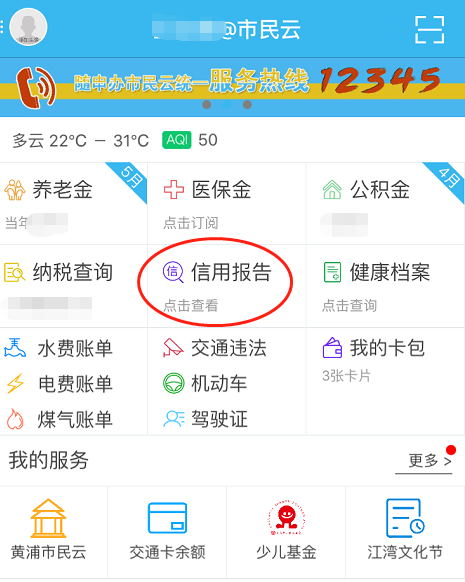 @市民云
随申办市民云统一服务热线 12345
多云 22°C － 31°C AQI 50
养老金 5月 医保金 公积金 4月
当年 点击订阅
纳税查询 信 信用报告 健康档案
点击查看 点击查询
水费账单 交通违法 我的卡包
电费账单 机动车 3张卡片
煤气账单 驾驶证
我的服务 更多 >
黄浦市民云 交通卡余额 少儿基金 江湾文化节